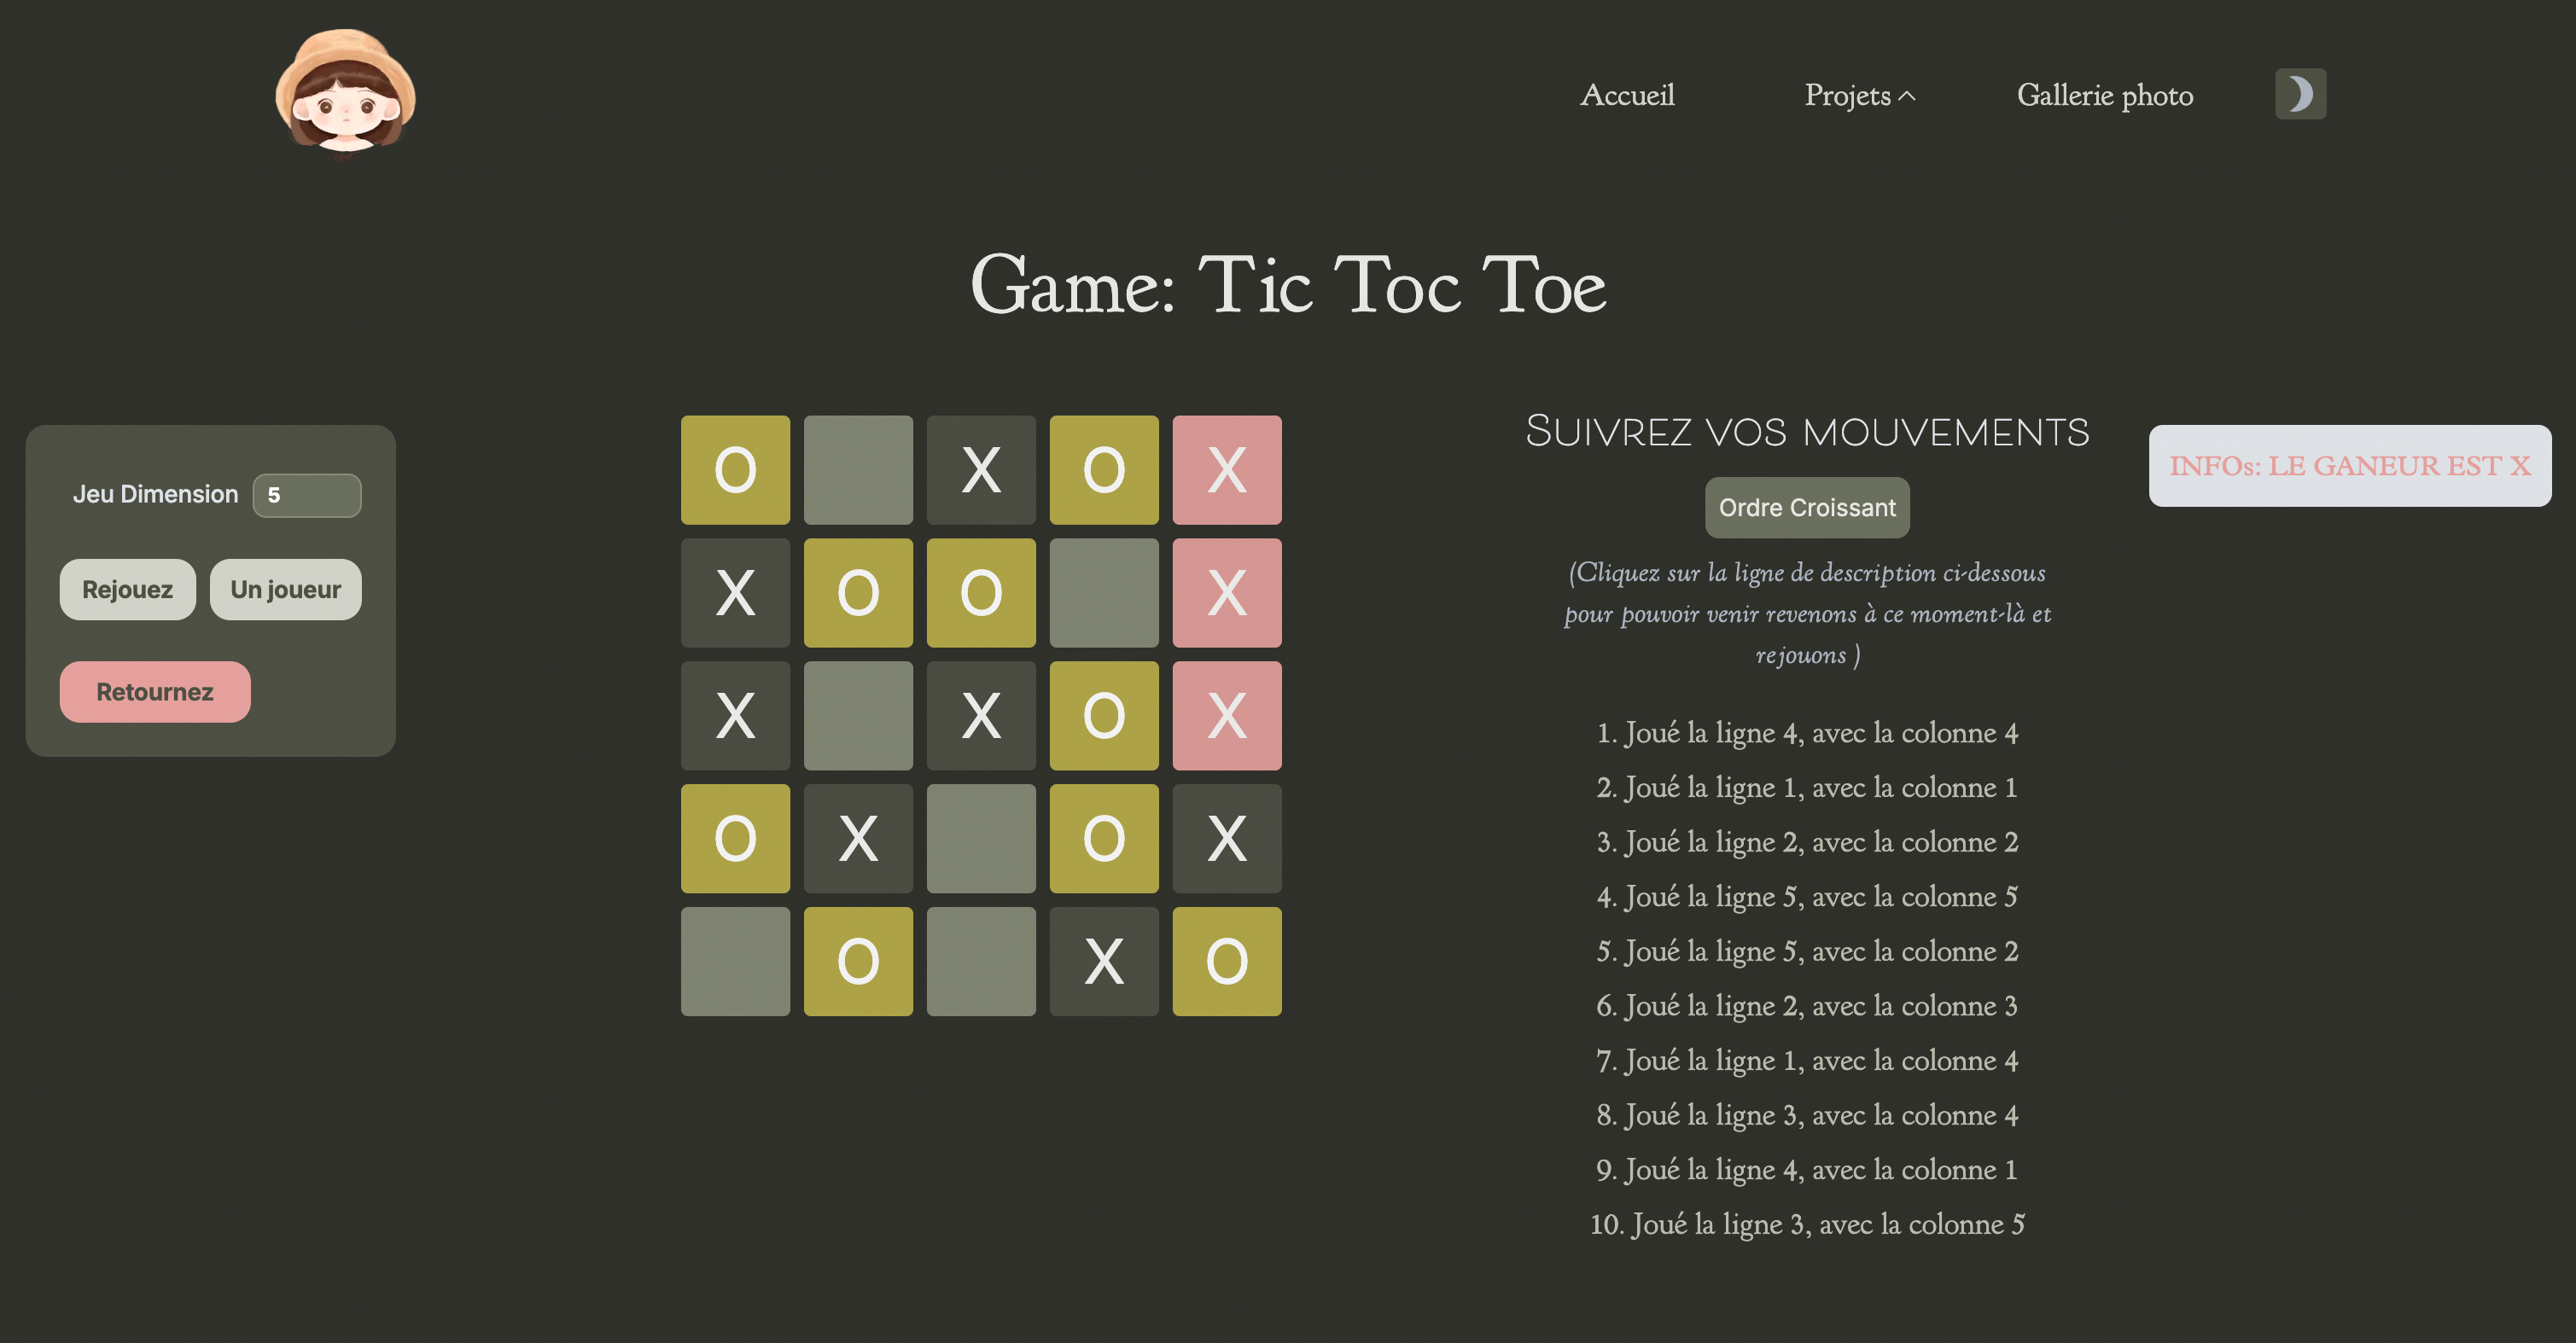 Accueil
Projets
Gallerie photo
Game: Tic Toc Toe
Jeu Dimension 5
Rejouez
Un joueur
Retournez
O X O X
X O O X
X X O X
O X O X
O X O
SUIVREZ VOS MOUVEMENTS
Ordre Croissant
(Cliquez sur la ligne de description ci-dessous
pour pouvoir venir revenons à ce moment-là et
rejouons )
1. Joué la ligne 4, avec la colonne 4
2. Joué la ligne 1, avec la colonne 1
3. Joué la ligne 2, avec la colonne 2
4. Joué la ligne 5, avec la colonne 5
5. Joué la ligne 5, avec la colonne 2
6. Joué la ligne 2, avec la colonne 3
7. Joué la ligne 1, avec la colonne 4
8. Joué la ligne 3, avec la colonne 4
9. Joué la ligne 4, avec la colonne 1
10. Joué la ligne 3, avec la colonne 5
INFOs: LE GANEUR EST X